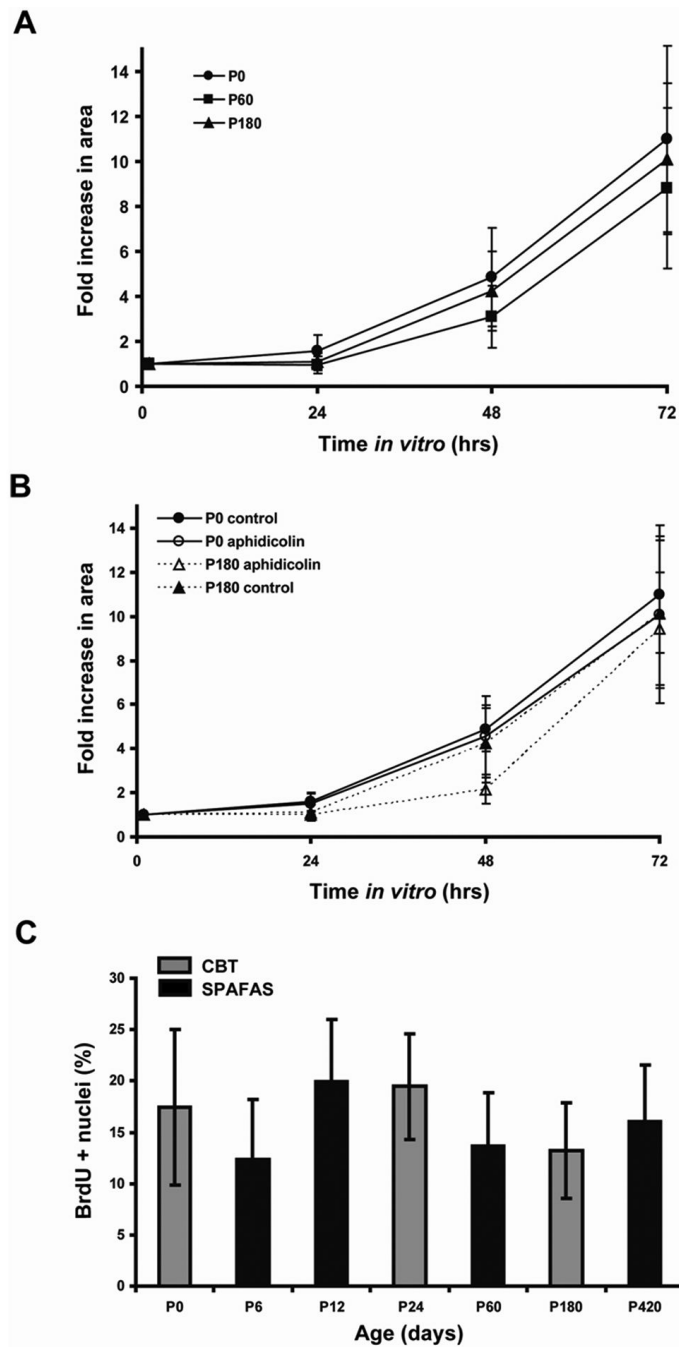 A
Fold increase in area
14
12
10
8
6
4
2
0
P0
P60
P180
0 24 48 72
Time in vitro (hrs)
B
Fold increase in area
14
12
10
8
6
4
2
0
P0 control
P0 aphidicolin
P180 aphidicolin
P180 control
0 24 48 72
Time in vitro (hrs)
C
BrdU + nuclei (%)
30
25
20
15
10
5
0
CBT
SPAFAS
P0 P6 P12 P24 P60 P180 P420
Age (days)